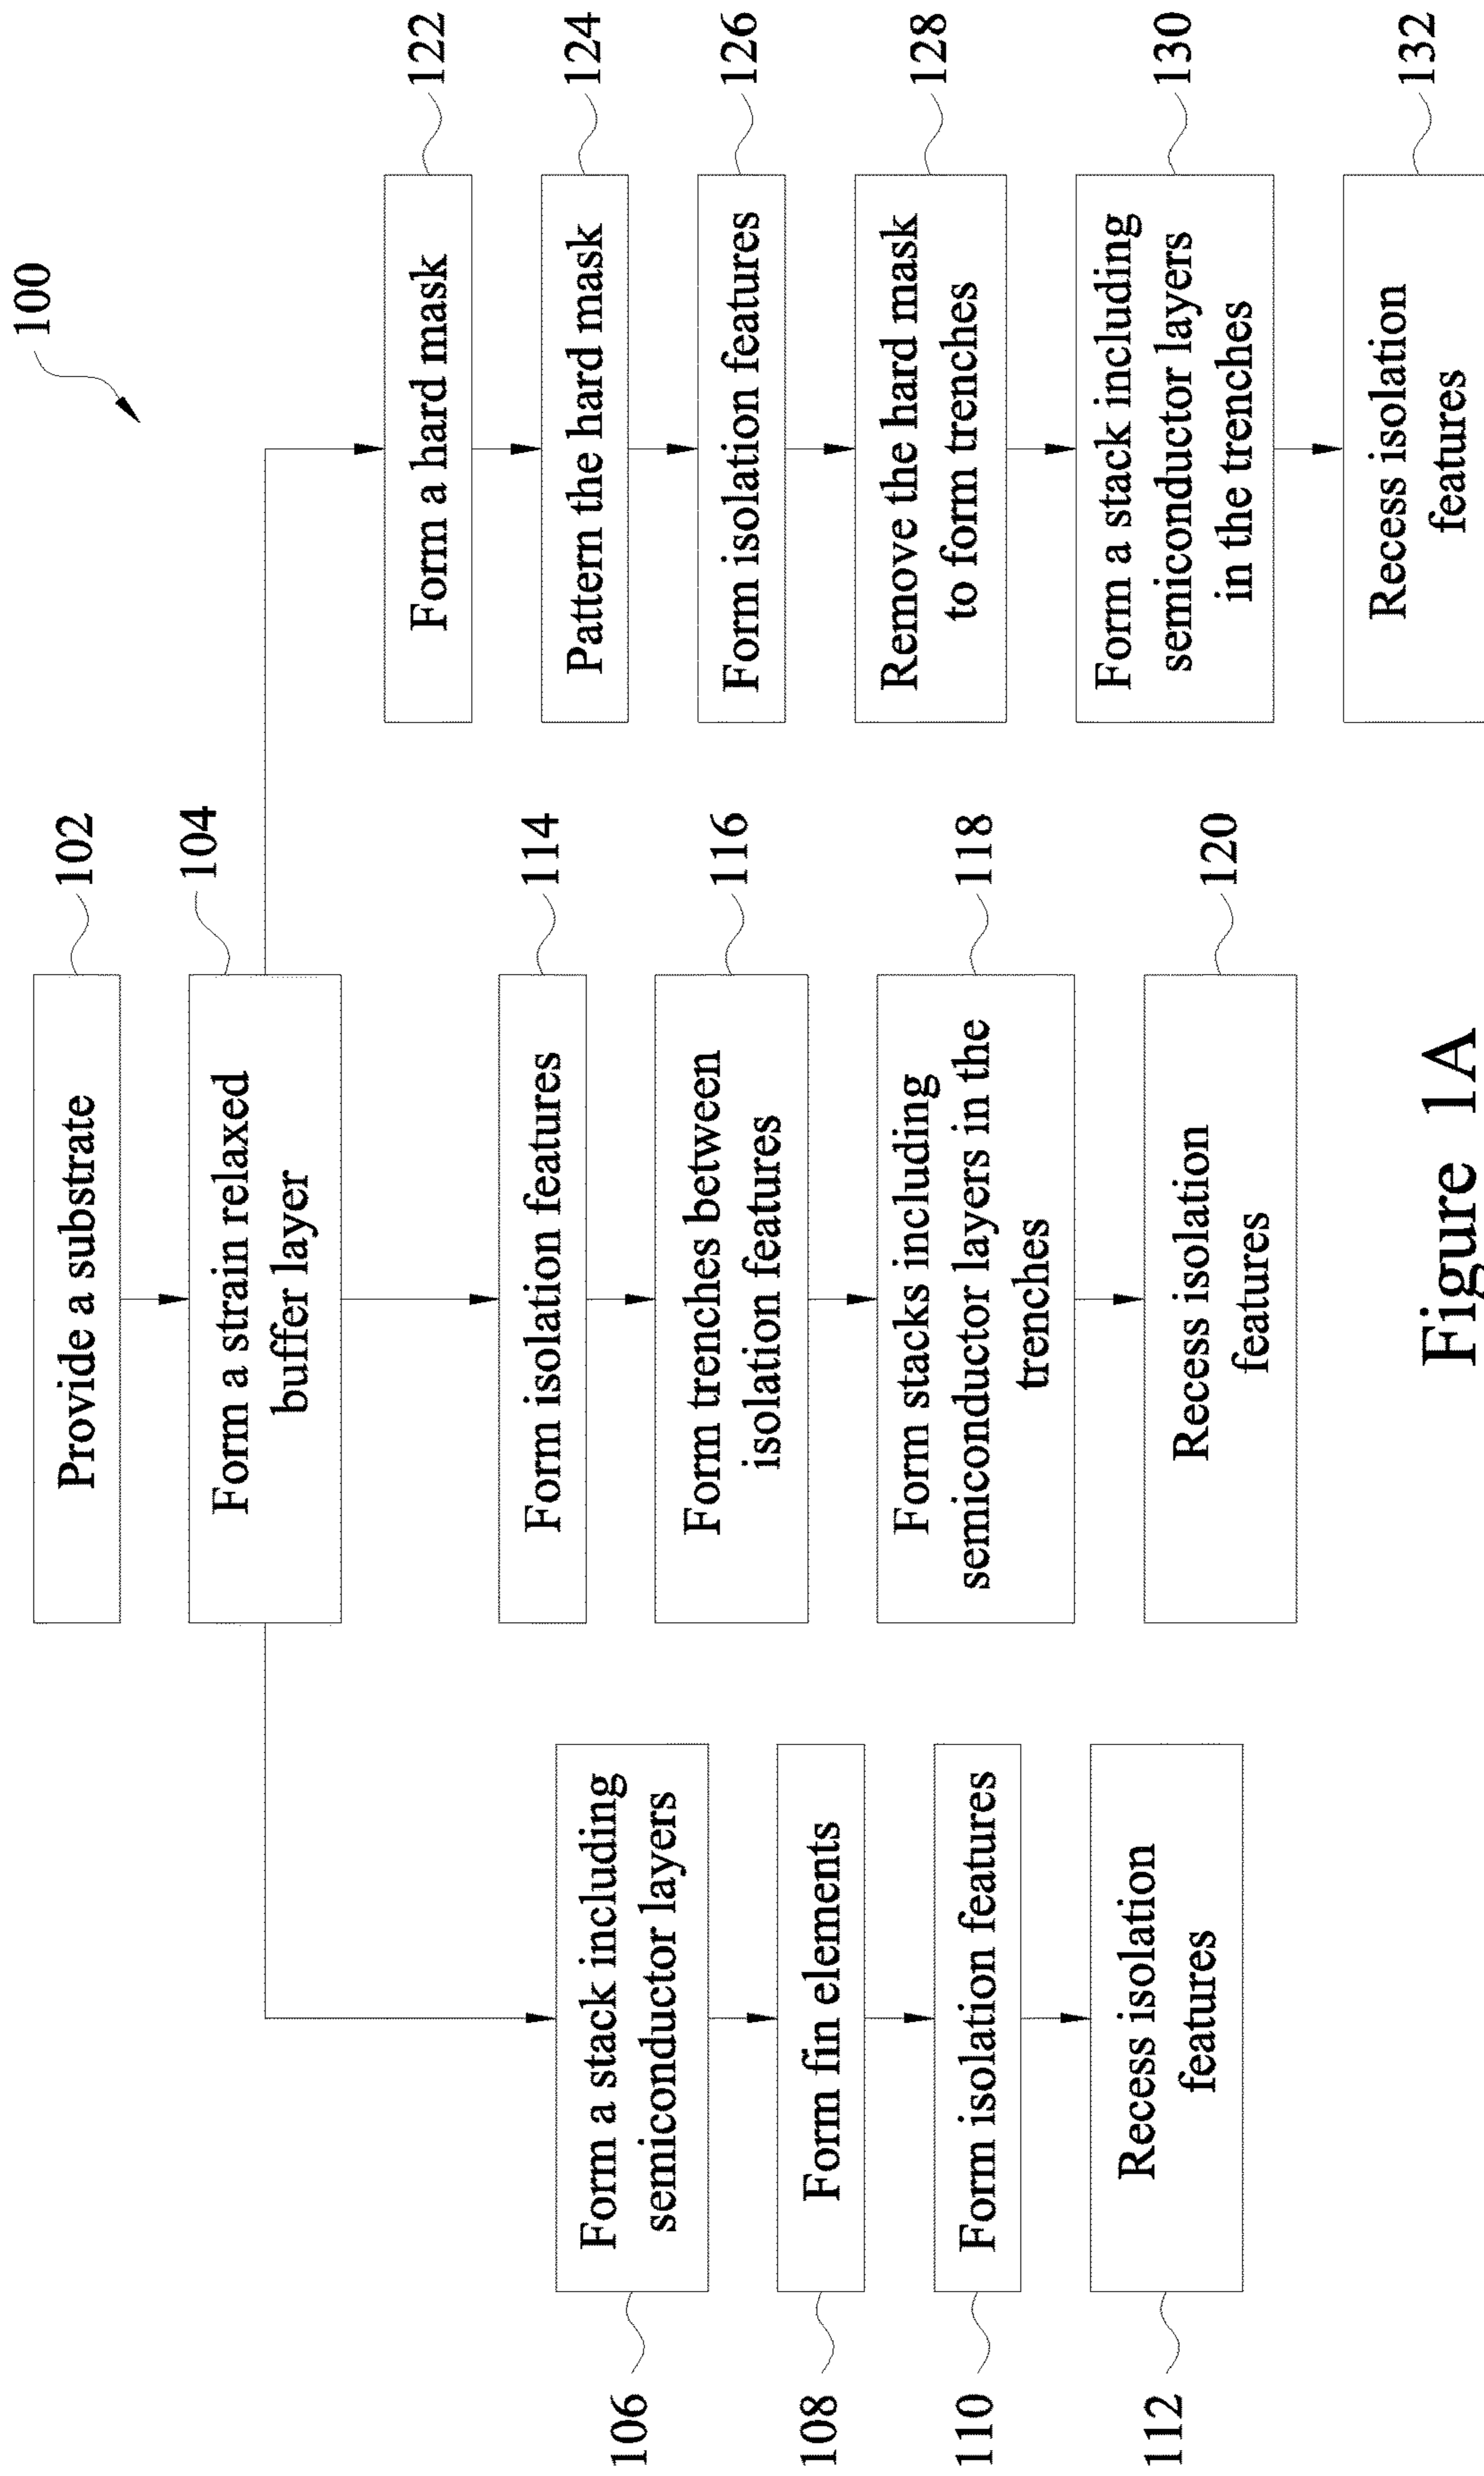 100
Provide a substrate
102
Form a strain relaxed
buffer layer
104
Form a stack including
semiconductor layers
106
Form fin elements
108
Form isolation features
110
Recess isolation
features
112
Form isolation features
114
Form trenches between
isolation features
116
Form stacks including
semiconductor layers in the
trenches
118
Recess isolation
features
120
Form a hard mask
122
Pattern the hard mask
124
Form isolation features
126
Remove the hard mask
to form trenches
128
Form a stack including
semiconductor layers
in the trenches
130
Recess isolation
features
132
Figure 1A